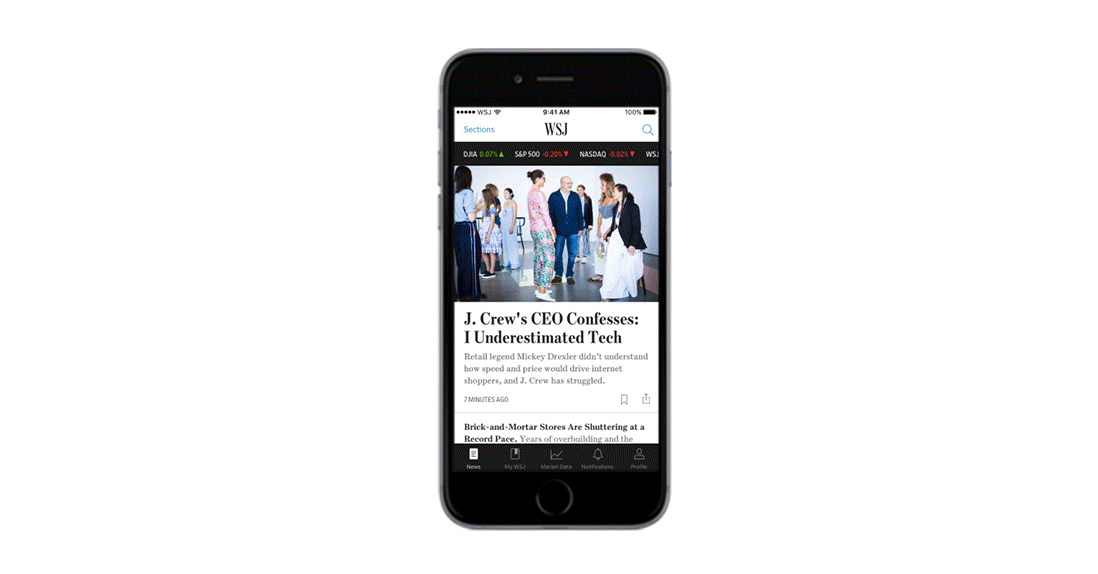 WSJ 9:41 AM 100%
Sections WSJ
DJIA 0.07% S&P 500 -0.20% NASDAQ -0.02% WSJ
J. Crew's CEO Confesses:
I Underestimated Tech
Retail legend Mickey Drexler didn't understand
how speed and price would drive internet
shoppers, and J. Crew has struggled.
7 MINUTES AGO
Brick-and-Mortar Stores Are Shuttering at a
Record Pace. Years of overbuilding and the
News My WSJ Market Data Notifications Profile